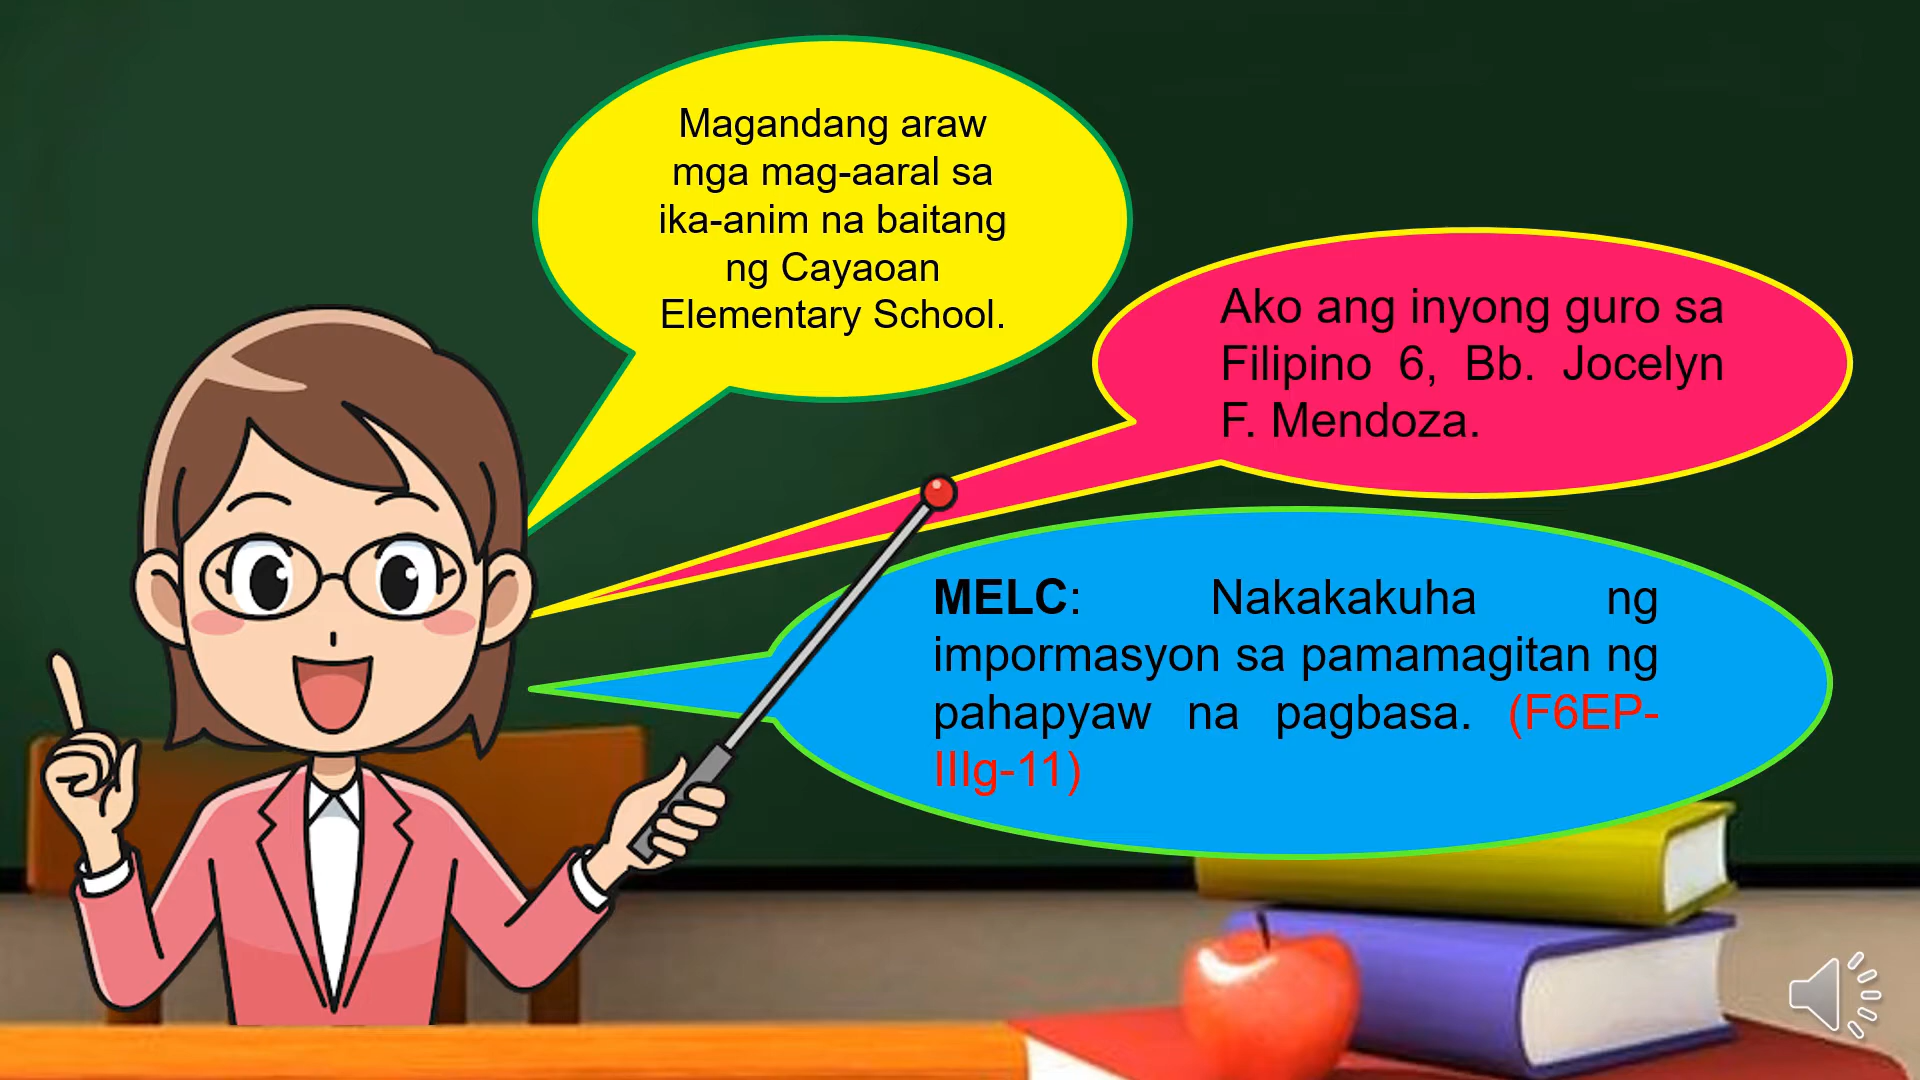 Magandang araw
mga mag-aaral sa
ika-anim na baitang
ng Cayaoan
Elementary School.
Ako ang inyong guro sa
Filipino 6, Bb. Jocelyn
F. Mendoza.
MELC: Nakakakuha ng
impormasyon sa pamamagitan ng
pahapyaw na pagbasa. (F6EP-
IIIg-11)